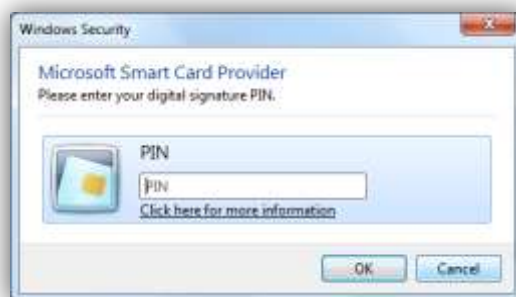 Windows Security
Microsoft Smart Card Provider
Please enter your digital signature PIN.
PIN
PIN
Click here for more information
OK Cancel